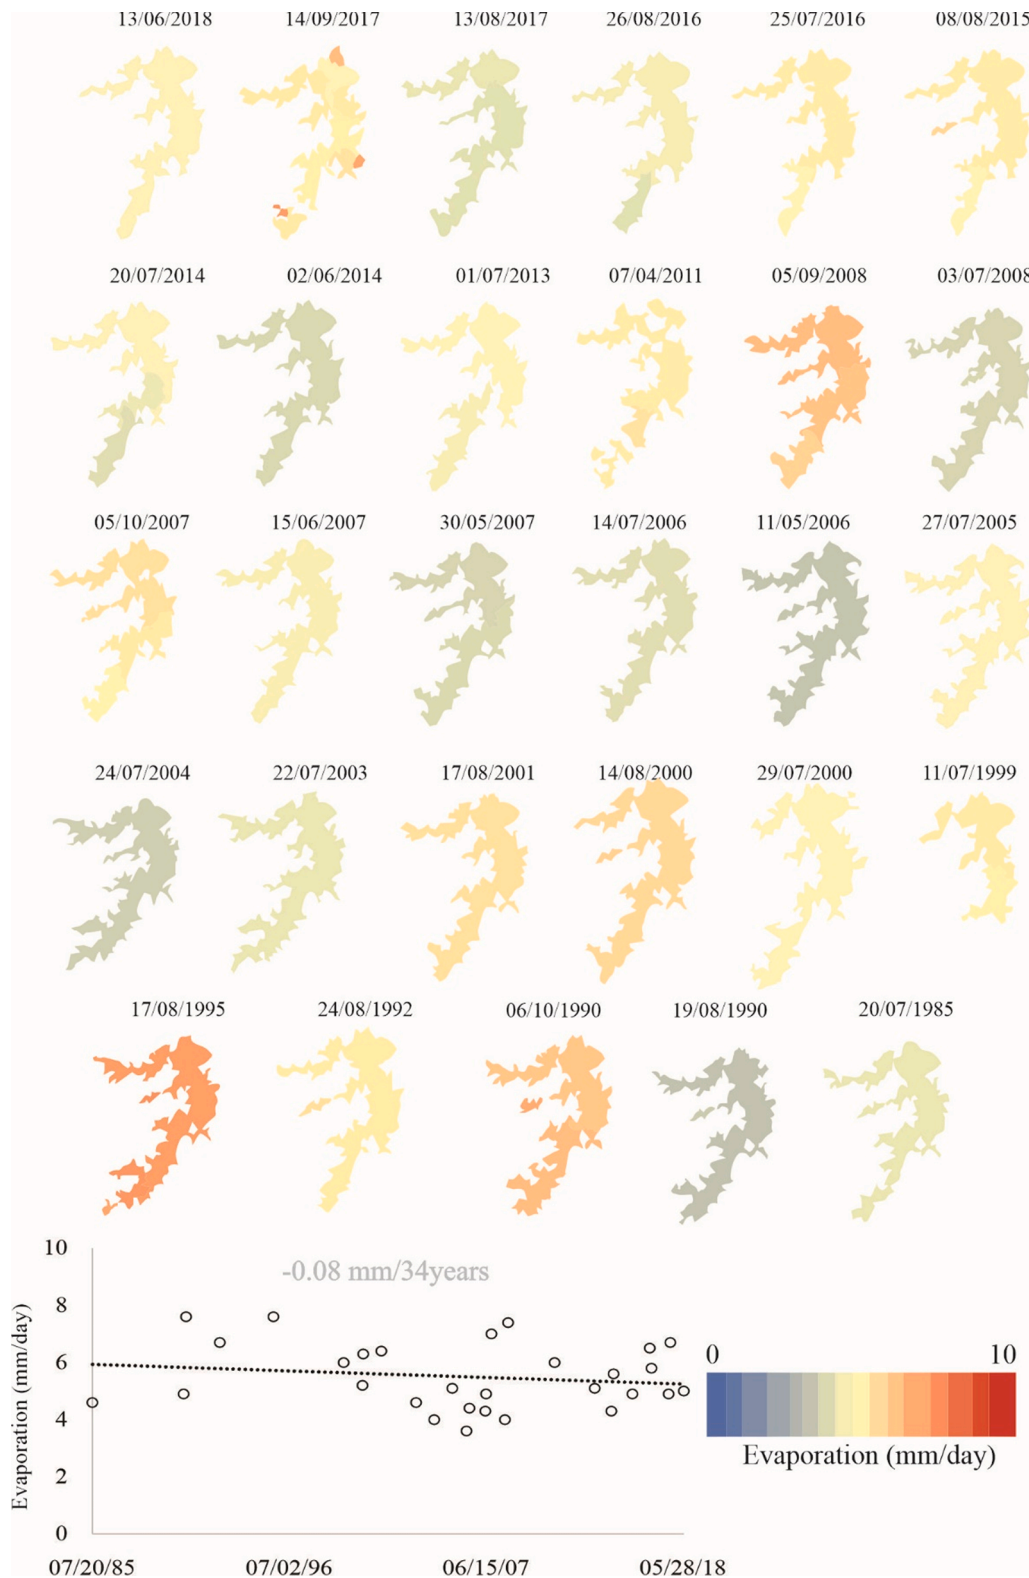 13/06/2018 14/09/2017 13/08/2017 26/08/2016 25/07/2016 08/08/2015
20/07/2014 02/06/2014 01/07/2013 07/04/2011 05/09/2008 03/07/2008
05/10/2007 15/06/2007 30/05/2007 14/07/2006 11/05/2006 27/07/2005
24/07/2004 22/07/2003 17/08/2001 14/08/2000 29/07/2000 11/07/1999
17/08/1995 24/08/1992 06/10/1990 19/08/1990 20/07/1985
Evaporation (mm/day)
10
8
6
4
2
0
-0.08 mm/34years
07/20/85 07/02/96 06/15/07 05/28/18
0 10
Evaporation (mm/day)